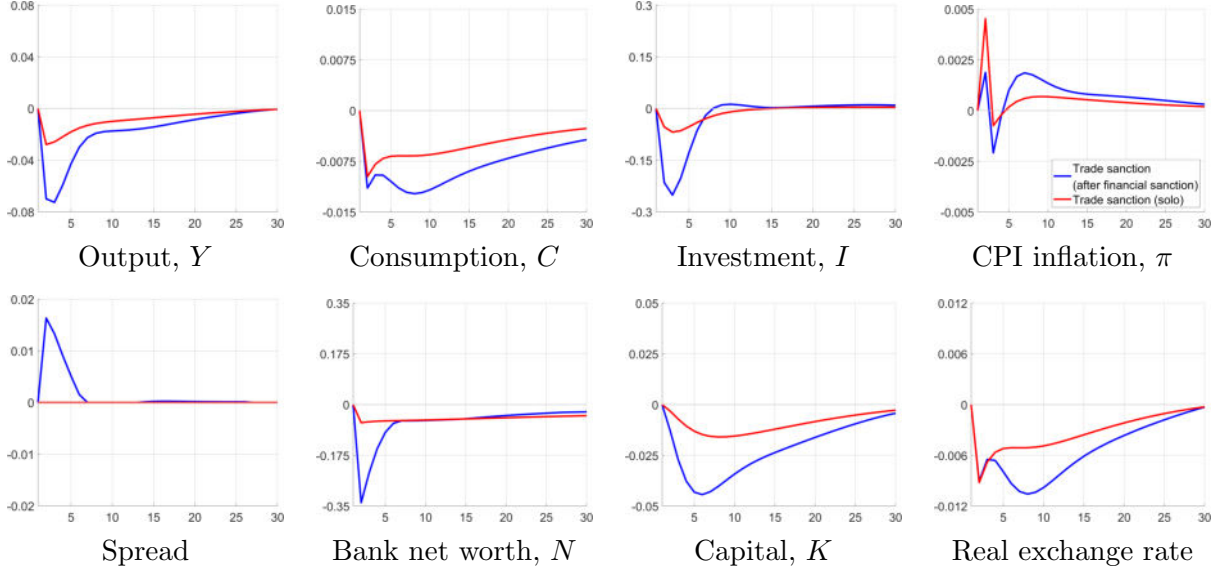 0.08
0.04
0
-0.04
-0.08
5 10 15 20 25 30
Output, Y
0.015
0.0075
0
-0.0075
-0.015
5 10 15 20 25 30
Consumption, C
0.3
0.15
0
-0.15
-0.3
5 10 15 20 25 30
Investment, I
0.005
0.0025
0
-0.0025
-0.005
5 10 15 20 25 30
Trade sanction
(after financial sanction)
Trade sanction (solo)
CPI inflation, π
0.02
0.01
0
-0.01
-0.02
5 10 15 20 25 30
Spread
0.35
0.175
0
-0.175
-0.35
5 10 15 20 25 30
Bank net worth, N
0.05
0.025
0
-0.025
-0.05
5 10 15 20 25 30
Capital, K
0.012
0.006
0
-0.006
-0.012
5 10 15 20 25 30
Real exchange rate